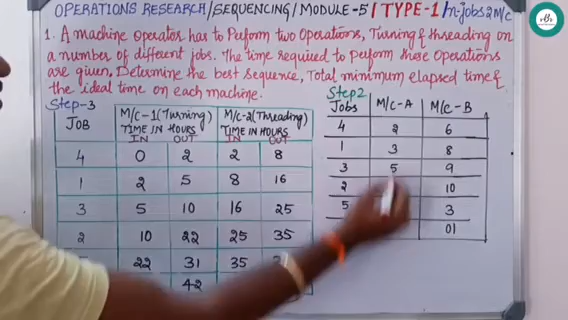 OPERATIONS RESEARCH/SEQUENCING/MODULE-5/TYPE-1/n-jobs 2 M/c
1. A machine operator has to Perform two Operations, Turning & threading on
a number of different jobs. The time required to Perform these Operations
are given, Determine the best sequence, Total minimum elapsed time &
the ideal time on each machine.
Step-3
JOB M/C-1 (Turning) TIME IN HOURS M/C-2 (Threading) TIME IN HOURS
IN OUT IN OUT
4 0 2 2 8
1 2 5 8 16
3 5 10 16 25
2 10 22 25 35
22 31 35
42
Step2
Jobs M/C-A M/C-B
4 2 6
1 3 8
3 5 9
2 10
5 3
01